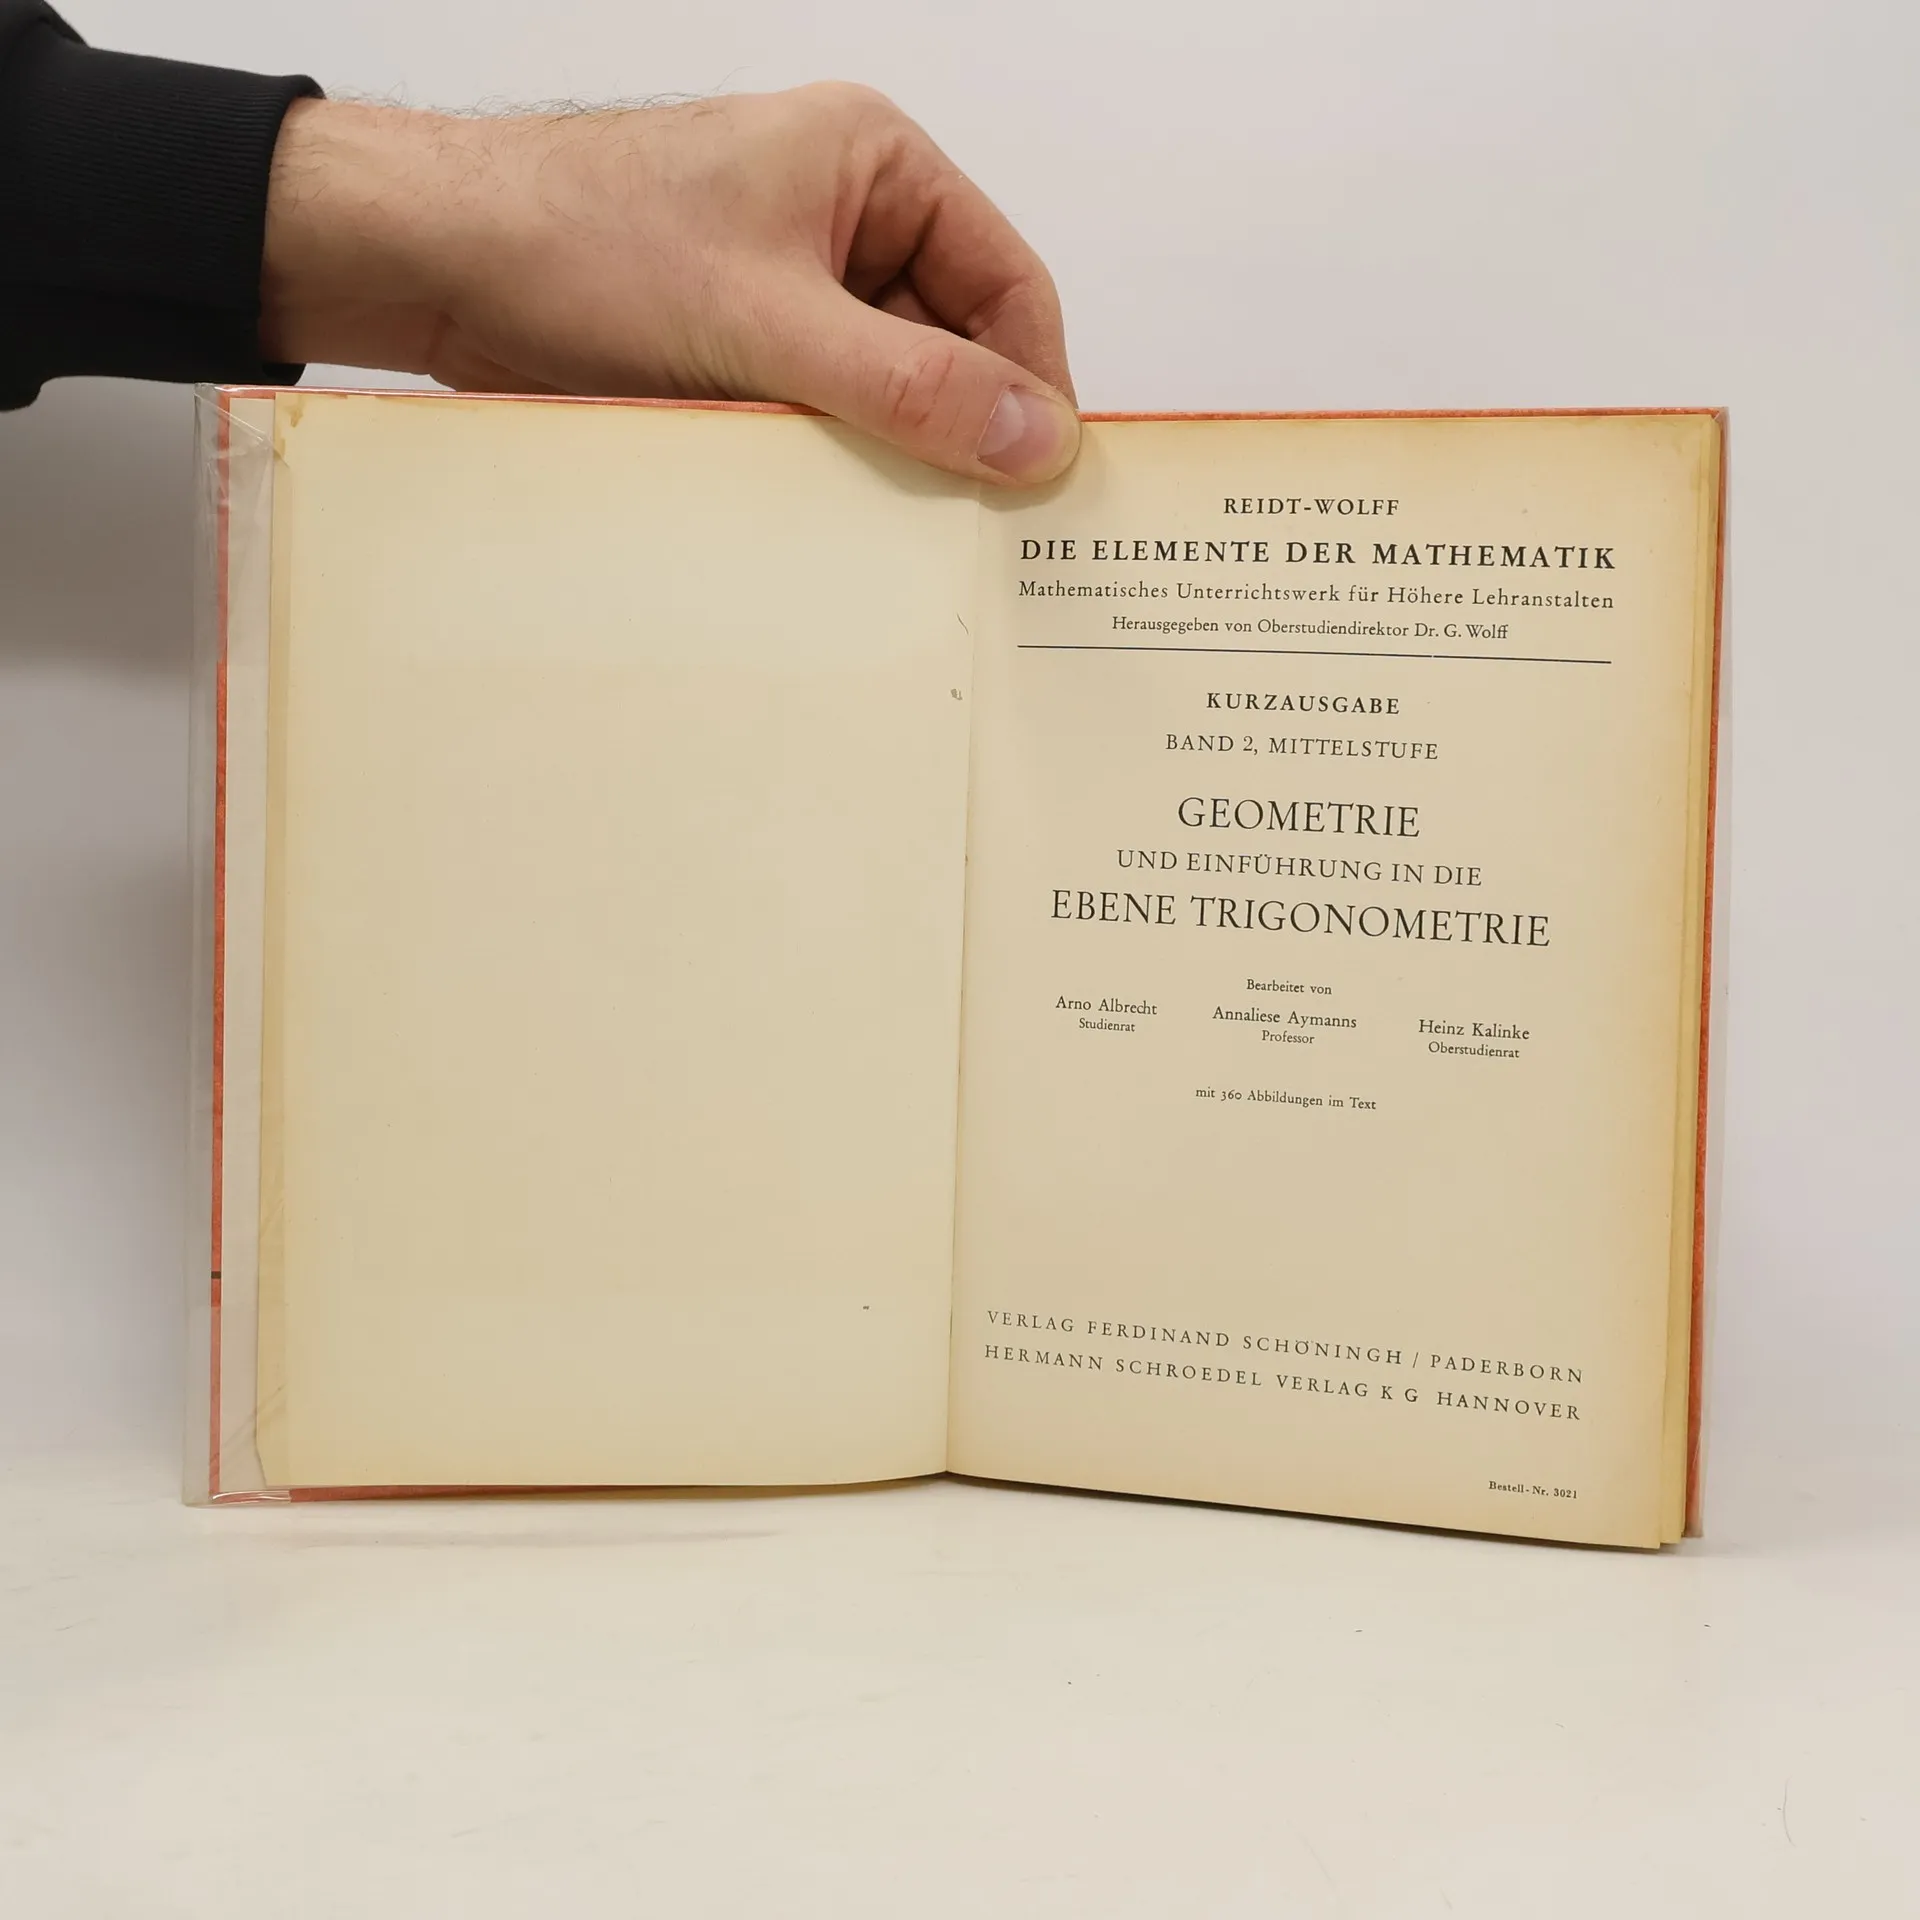 REIDT-WOLFF
DIE ELEMENTE DER MATHEMATIK
Mathematisches Unterrichtswerk für Höhere Lehranstalten
Herausgegeben von Oberstudiendirektor Dr. G. Wolff
KURZAUSGABE
BAND 2, MITTELSTUFE
GEOMETRIE
UND EINFÜHRUNG IN DIE
EBENE TRIGONOMETRIE
Bearbeitet von
Arno Albrecht Annaliese Aymanns Heinz Kalinke
Studienrat Professor Oberstudienrat
mit 360 Abbildungen im Text
VERLAG FERDINAND SCHÖNINGH / PADERBORN
HERMANN SCHROEDEL VERLAG K G HANNOVER
Bestell-Nr. 3021